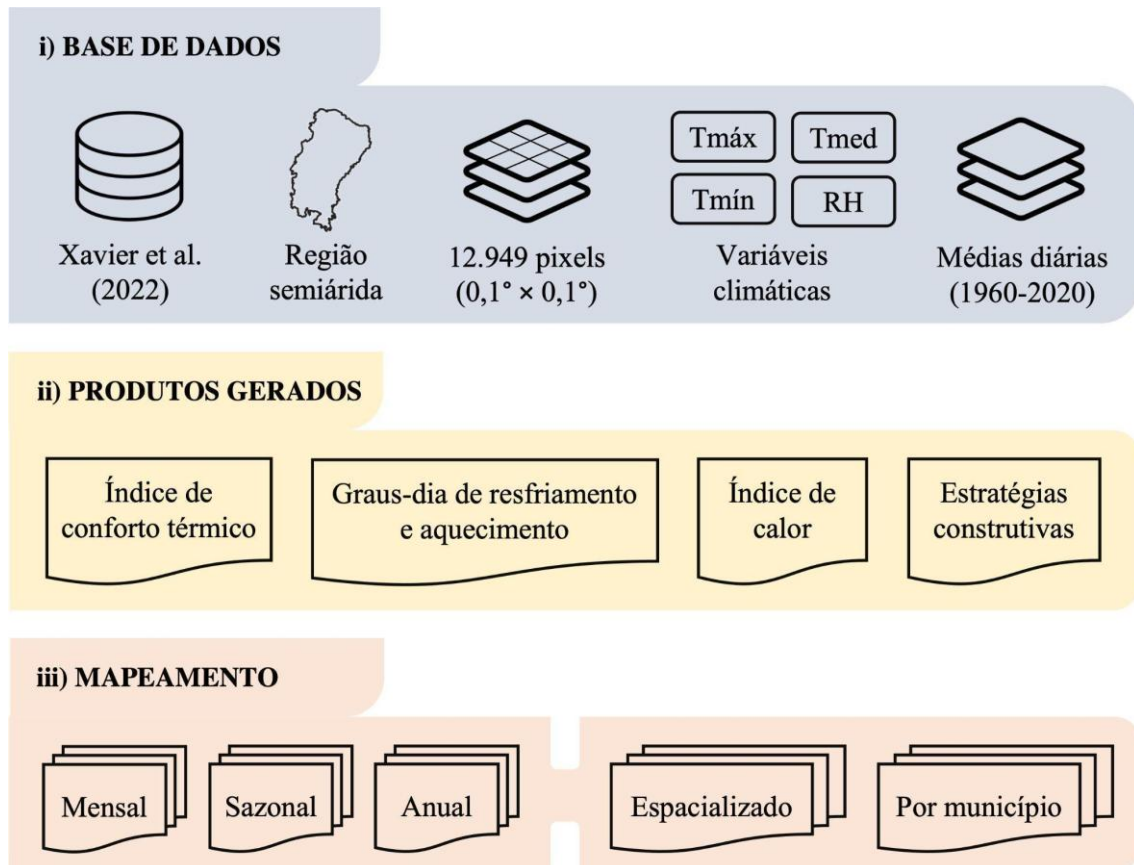 i) BASE DE DADOS
Tmáx
Tmed
Tmín
RH
Xavier et al.
(2022)
Região
semiárida
12.949 pixels
(0,1° × 0,1°)
Variáveis
climáticas
Médias diárias
(1960-2020)
ii) PRODUTOS GERADOS
Índice de
conforto térmico
Graus-dia de resfriamento
e aquecimento
Índice de
calor
Estratégias
construtivas
iii) MAPEAMENTO
Mensal
Sazonal
Anual
Espacializado
Por município